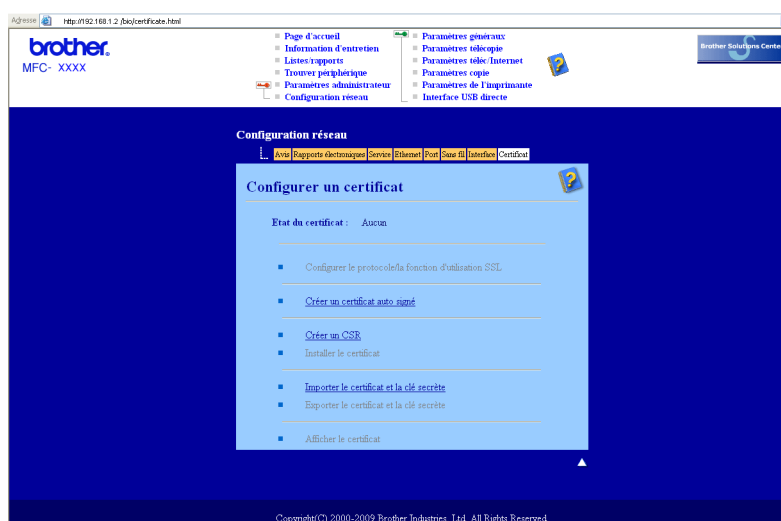 Adresse http://192.168.1.2 /bio/certificate.html
brother.
MFC- XXXX
Page d'accueil
Information d'entretien
Listes/rapports
Trouver périphérique
Paramètres administrateur
Configuration réseau
Paramètres généraux
Paramètres télécopie
Paramètres téléc/Internet
Paramètres copie
Paramètres de l'imprimante
Interface USB directe
Brother Solutions Cente
Configuration réseau
Avis Rapports électroniques Service Ethernet Port Sans fil Interface Certificat
Configurer un certificat
Etat du certificat : Aucun
Configurer le protocole/la fonction d'utilisation SSL
Créer un certificat auto signé
Créer un CSR
Installer le certificat
Importer le certificat et la clé secrète
Exporter le certificat et la clé secrète
Afficher le certificat
Copyright(C) 2000-2009 Brother Industries, Ltd. All Rights Reserved.